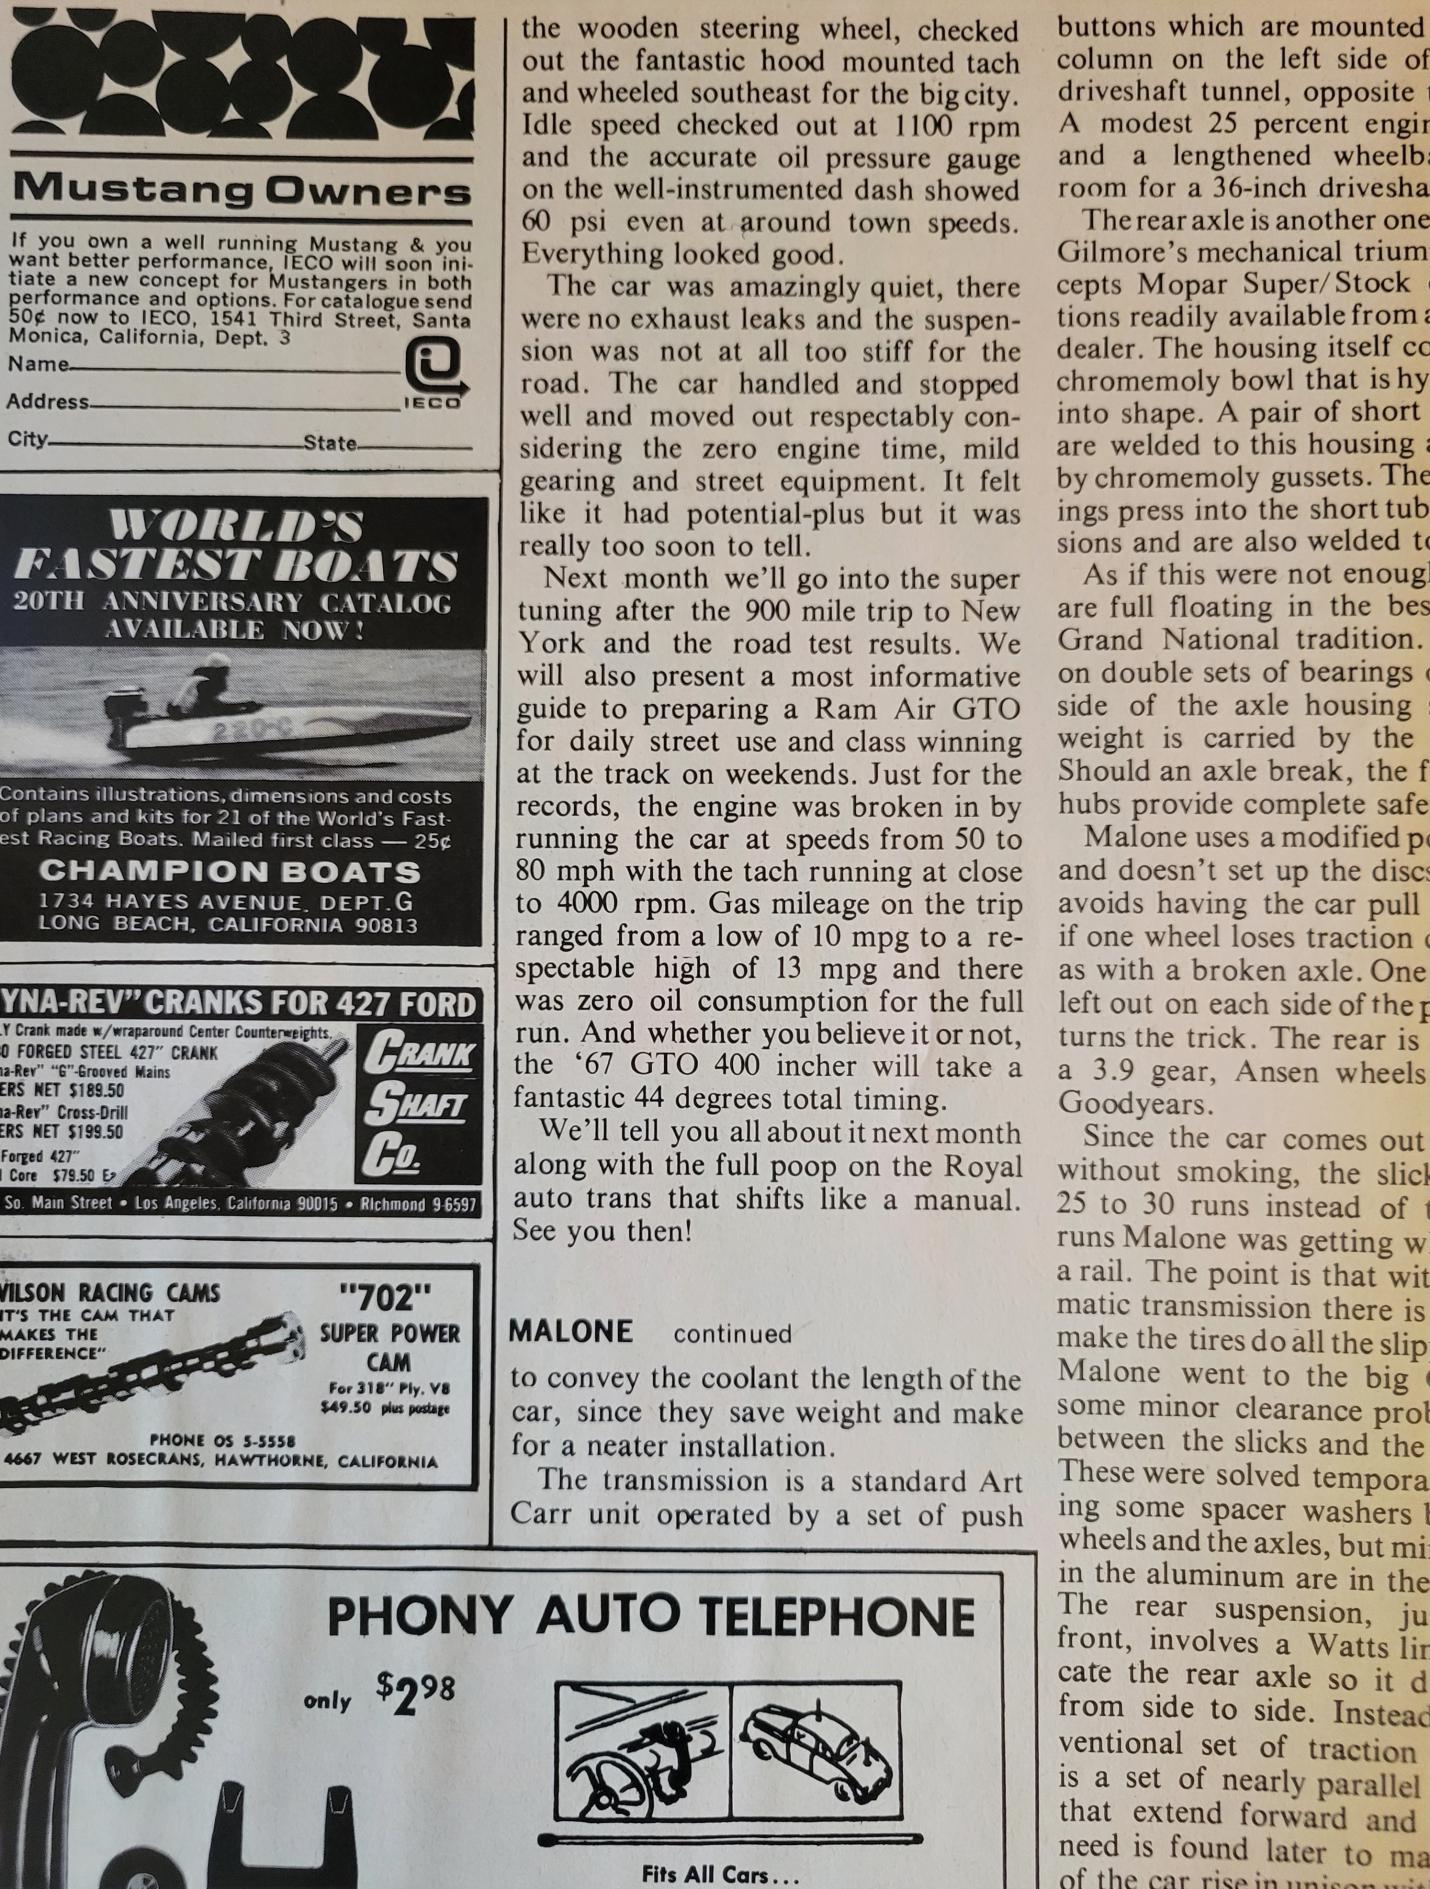 Mustang Owners
If you own a well running Mustang & you
want better performance, IECO will soon ini-
tiate a new concept for Mustangers in both
performance and options. For catalogue send
50¢ now to IECO, 1541 Third Street, Santa
Monica, California, Dept. 3
Name
Address
IECO
City State
WORLD'S
FASTEST BOATS
20TH ANNIVERSARY CATALOG
AVAILABLE NOW!
220-C
Contains illustrations, dimensions and costs
of plans and kits for 21 of the World's Fast-
est Racing Boats. Mailed first class — 25¢
CHAMPION BOATS
1734 HAYES AVENUE, DEPT. G
LONG BEACH, CALIFORNIA 90813
YNA-REV" CRANKS FOR 427 FORD
Y Crank made w/wraparound Center Counterweights.
0 FORGED STEEL 427" CRANK
na-Rev" "G"-Grooved Mains
ERS NET $189.50
na-Rev" Cross-Drill
ERS NET $199.50
Forged 427"
Core $79.50
CRANK
SHAFT
Co.
So. Main Street • Los Angeles, California 90015 • RIchmond 9-6597
WILSON RACING CAMS
IT'S THE CAM THAT
MAKES THE
DIFFERENCE"
"702"
SUPER POWER
CAM
For 318" Ply. V8
$49.50 plus postage
PHONE OS 5-5558
4667 WEST ROSECRANS, HAWTHORNE, CALIFORNIA
the wooden steering wheel, checked
out the fantastic hood mounted tach
and wheeled southeast for the big city.
Idle speed checked out at 1100 rpm
and the accurate oil pressure gauge
on the well-instrumented dash showed
60 psi even at around town speeds.
Everything looked good.
The car was amazingly quiet, there
were no exhaust leaks and the suspen-
sion was not at all too stiff for the
road. The car handled and stopped
well and moved out respectably con-
sidering the zero engine time, mild
gearing and street equipment. It felt
like it had potential-plus but it was
really too soon to tell.
Next month we'll go into the super
tuning after the 900 mile trip to New
York and the road test results. We
will also present a most informative
guide to preparing a Ram Air GTO
for daily street use and class winning
at the track on weekends. Just for the
records, the engine was broken in by
running the car at speeds from 50 to
80 mph with the tach running at close
to 4000 rpm. Gas mileage on the trip
ranged from a low of 10 mpg to a re-
spectable high of 13 mpg and there
was zero oil consumption for the full
run. And whether you believe it or not,
the ‘67 GTO 400 incher will take a
fantastic 44 degrees total timing.
We'll tell you all about it next month
along with the full poop on the Royal
auto trans that shifts like a manual.
See you then!
MALONE continued
to convey the coolant the length of the
car, since they save weight and make
for a neater installation.
The transmission is a standard Art
Carr unit operated by a set of push
buttons which are mounted
column on the left side of
driveshaft tunnel, opposite
A modest 25 percent engin
and a lengthened wheelba
room for a 36-inch drivesha
The rear axle is another one
Gilmore's mechanical trium
cepts Mopar Super/Stock
tions readily available from a
dealer. The housing itself co
chromemoly bowl that is hy
into shape. A pair of short
are welded to this housing a
by chromemoly gussets. The
ings press into the short tub
sions and are also welded to
As if this were not enough
are full floating in the bes
Grand National tradition.
on double sets of bearings
side of the axle housing
weight is carried by the
Should an axle break, the f
hubs provide complete safe
Malone uses a modified po
and doesn't set up the discs
avoids having the car pull
if one wheel loses traction
as with a broken axle. One
left out on each side of the p
turns the trick. The rear is
a 3.9 gear, Ansen wheels
Goodyears.
Since the car comes out
without smoking, the slick
25 to 30 runs instead of t
runs Malone was getting w
a rail. The point is that wit
matic transmission there is
make the tires do all the slip
Malone went to the big
some minor clearance prob
between the slicks and the
These were solved tempora
ing some spacer washers b
wheels and the axles, but mi
in the aluminum are in the
The rear suspension, ju
front, involves a Watts lin
cate the rear axle so it d
from side to side. Instead
ventional set of traction
is a set of nearly parallel
that extend forward and
need is found later to ma
of the car rise in unison
PHONY AUTO TELEPHONE
only $2.98
Fits All Cars...